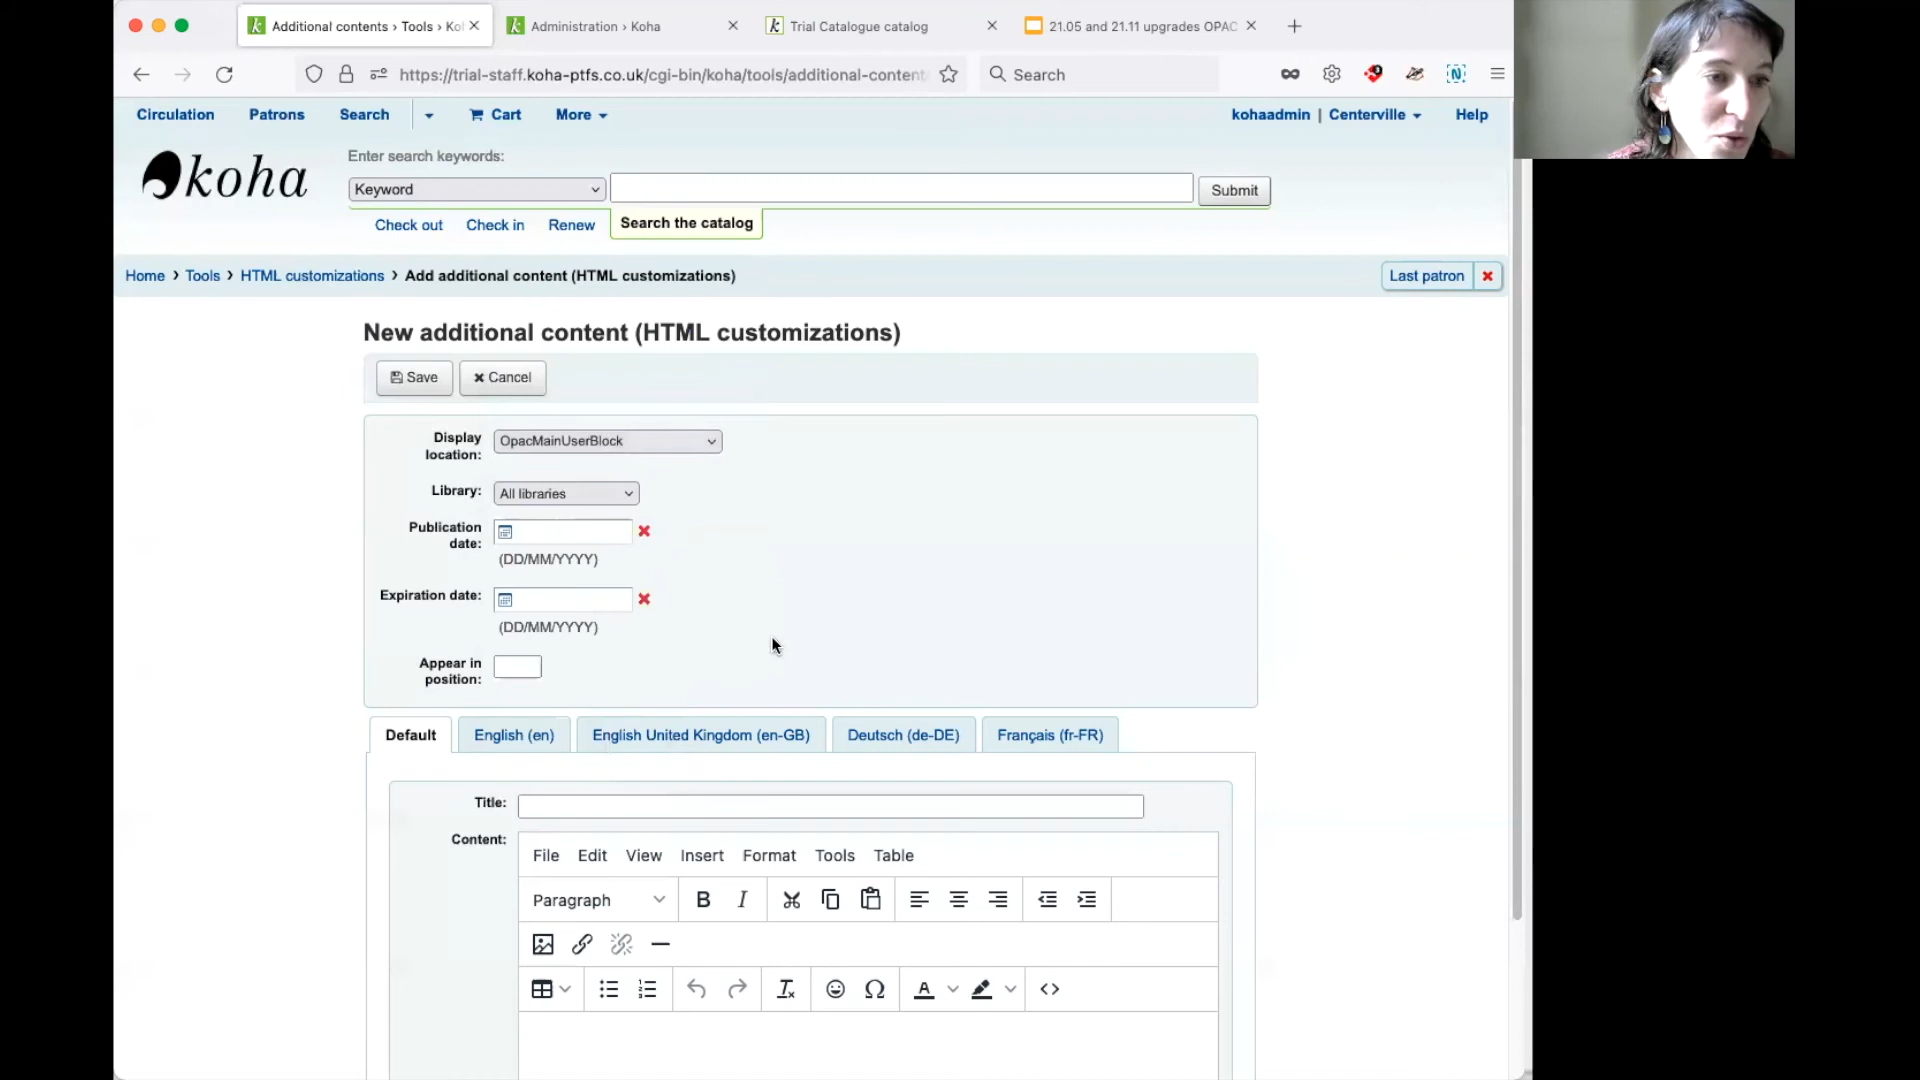 Additional contents › Tools › Kol
Administration › Koha
Trial Catalogue catalog
21.05 and 21.11 upgrades OPAC
https://trial-staff.koha-ptfs.co.uk/cgi-bin/koha/tools/additional-content
Search
Circulation Patrons Search Cart More
kohaadmin | Centerville Help
koha
Enter search keywords:
Keyword
Submit
Check out Check in Renew Search the catalog
Home › Tools › HTML customizations › Add additional content (HTML customizations)
Last patron
New additional content (HTML customizations)
Save Cancel
Display location: OpacMainUserBlock
Library: All libraries
Publication date:
(DD/MM/YYYY)
Expiration date:
(DD/MM/YYYY)
Appear in position:
Default English (en) English United Kingdom (en-GB) Deutsch (de-DE) Français (fr-FR)
Title:
Content:
File Edit View Insert Format Tools Table
Paragraph B I